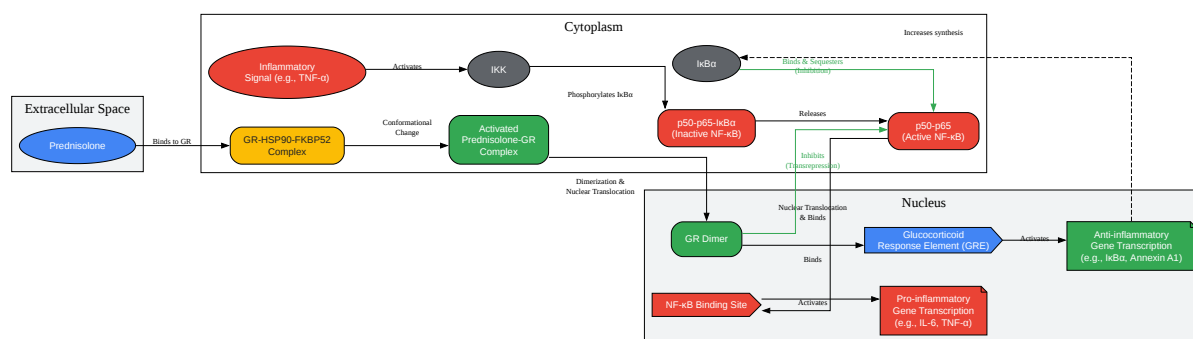 Cytoplasm
Increases synthesis
Inflammatory
Signal (e.g., TNF-α)
Activates
IKK
IκBα
Binds & Sequesters
(Inhibition)
Phosphorylates IκBα
Extracellular Space
Prednisolone
Binds to GR
GR-HSP90-FKBP52
Complex
Conformational
Change
Activated
Prednisolone-GR
Complex
p50-p65-IκBα
(Inactive NF-κB)
Releases
p50-p65
(Active NF-κB)
Inhibits
(Transrepression)
Dimerization &
Nuclear Translocation
Nucleus
Nuclear Translocation
& Binds
GR Dimer
Binds
Glucocorticoid
Response Element (GRE)
Activates
Anti-inflammatory
Gene Transcription
(e.g., IκBα, Annexin A1)
NF-κB Binding Site
Activates
Pro-inflammatory
Gene Transcription
(e.g., IL-6, TNF-α)